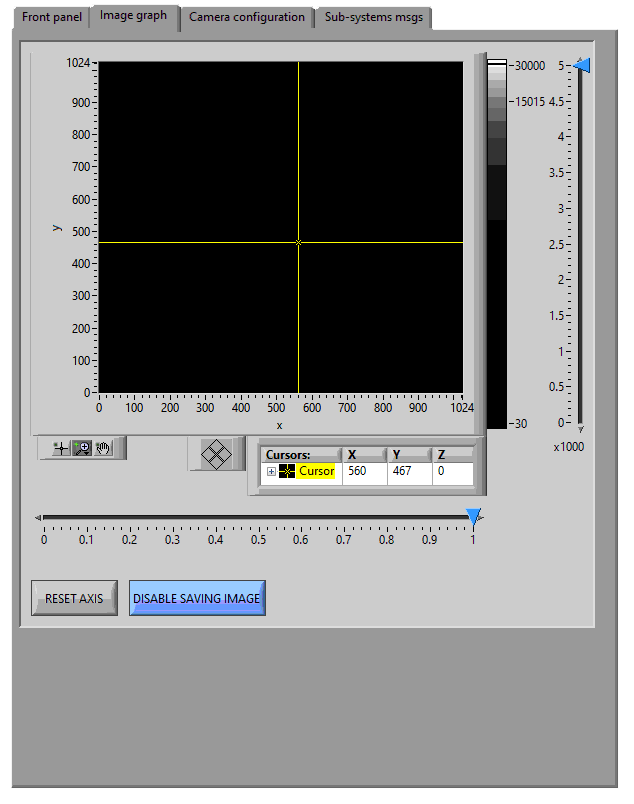 Front panel Image graph Camera configuration Sub-systems msgs
1024
900
800
700
600
500
400
300
200
100
0
y
0 100 200 300 400 500 600 700 800 900 1024
x
30000
15015
30
5
4.5
4
3.5
3
2.5
2
1.5
1
0.5
0
x1000
Cursors: X Y Z
Cursor 560 467 0
0 0.1 0.2 0.3 0.4 0.5 0.6 0.7 0.8 0.9 1
RESET AXIS DISABLE SAVING IMAGE